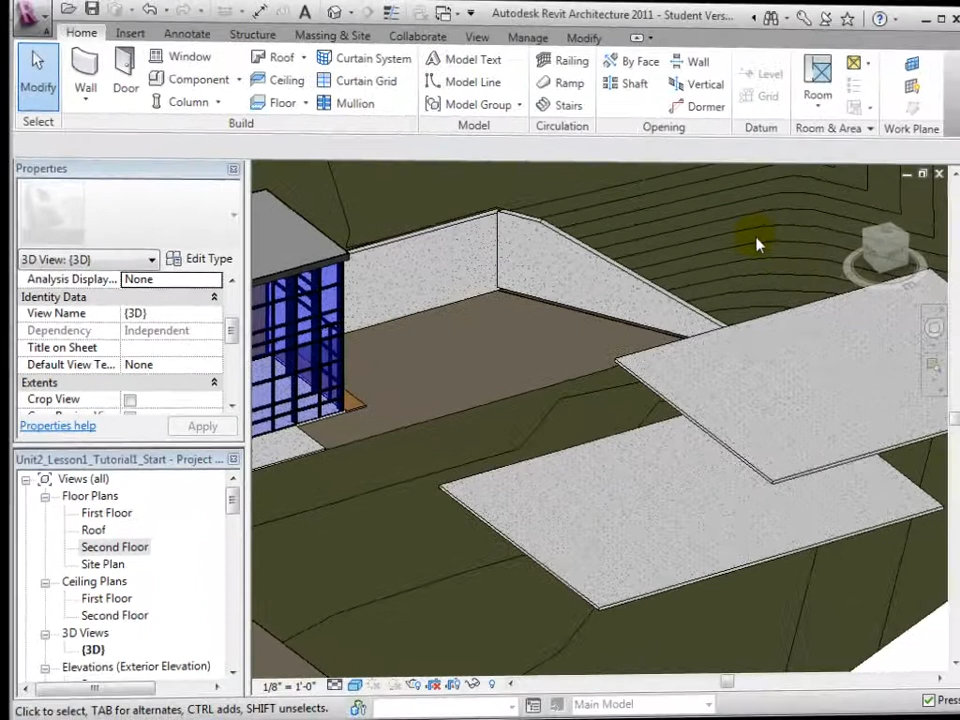 Autodesk Revit Architecture 2011 - Student Vers...
Home Insert Annotate Structure Massing & Site Collaborate View Manage Modify
Modify
Select
Wall
Door
Window
Component
Column
Roof
Ceiling
Floor
Curtain System
Curtain Grid
Mullion
Build
Model Text
Model Line
Model Group
Model
Railing
Ramp
Stairs
Circulation
By Face
Shaft
Wall
Vertical
Dormer
Opening
Level
Grid
Datum
Room
Room & Area
Work Plane
Properties
3D View: {3D}
Edit Type
Analysis Display... None
Identity Data
View Name {3D}
Dependency Independent
Title on Sheet
Default View Te... None
Extents
Crop View
Properties help
Apply
Unit2_Lesson1_Tutorial1_Start - Project ...
Views (all)
Floor Plans
First Floor
Roof
Second Floor
Site Plan
Ceiling Plans
First Floor
Second Floor
3D Views
{3D}
Elevations (Exterior Elevation)
1/8" = 1'-0"
Click to select, TAB for alternates, CTRL adds, SHIFT unselects.
Main Model
Pres